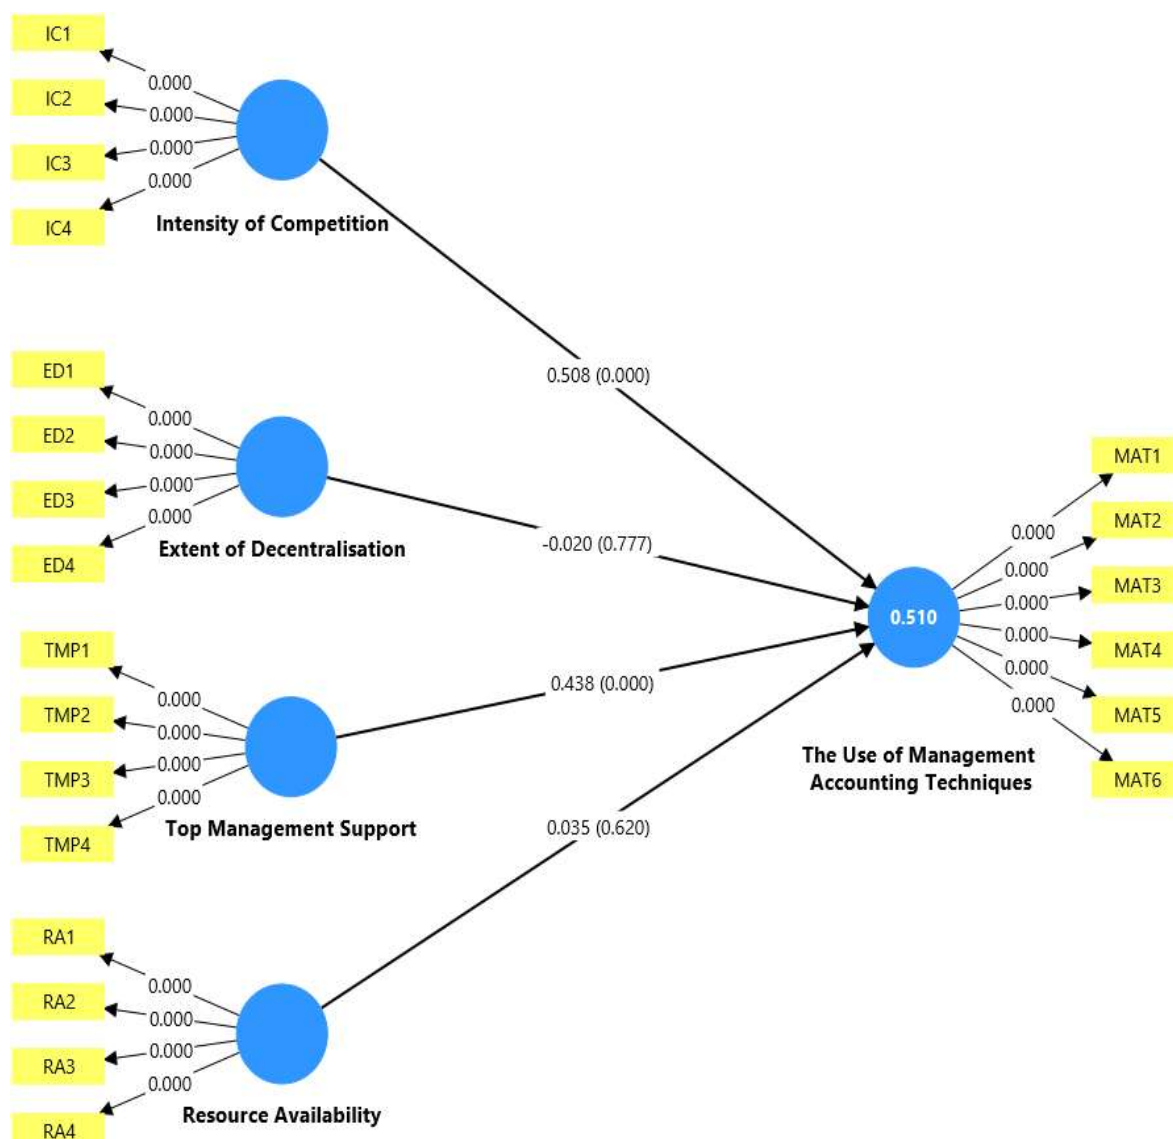 IC1
0.000
IC2
0.000
IC3
0.000
0.000
IC4
Intensity of Competition
0.508 (0.000)
ED1
0.000
ED2
0.000
ED3
0.000
0.000
ED4
Extent of Decentralisation
-0.020 (0.777)
TMP1
0.000
TMP2
0.000
TMP3
0.000
0.000
TMP4
Top Management Support
0.438 (0.000)
RA1
0.000
RA2
0.000
RA3
0.000
0.000
RA4
Resource Availability
0.035 (0.620)
0.510
The Use of Management
Accounting Techniques
MAT1
0.000
MAT2
0.000
MAT3
0.000
MAT4
0.000
MAT5
0.000
MAT6
0.000